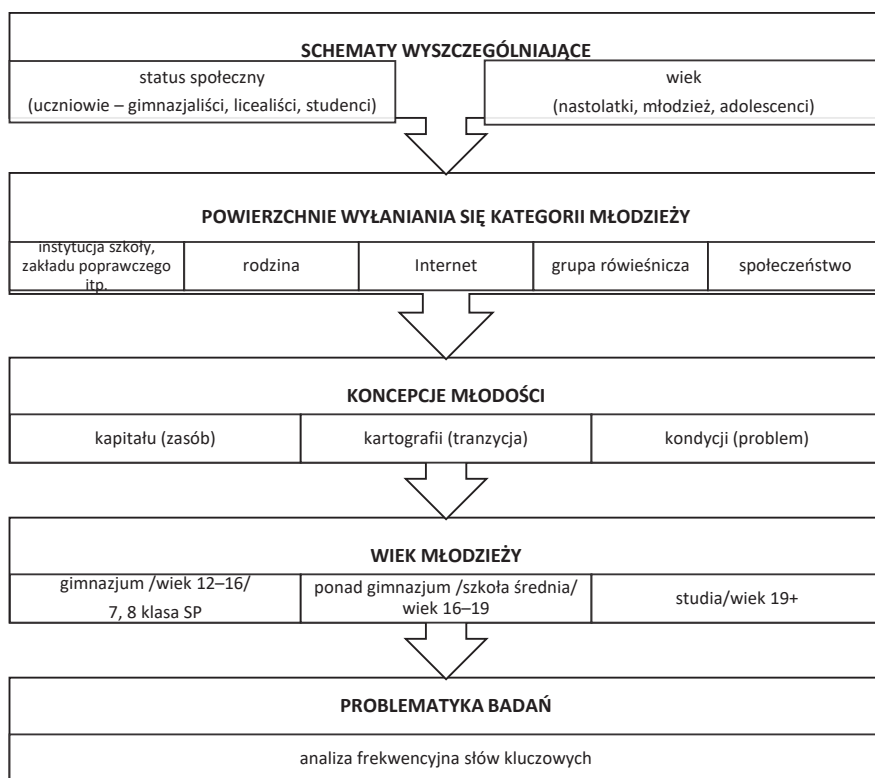 SCHEMATY WYSZCZEGÓLNIAJĄCE
status społeczny
(uczniowie – gimnazjaliści, licealiści, studenci)
wiek
(nastolatki, młodzież, adolescenci)
POWIERZCHNIE WYŁANIANIA SIĘ KATEGORII MŁODZIEŻY
instytucja szkoły,
zakładu poprawczego
itp.
rodzina
Internet
grupa rówieśnicza
społeczeństwo
KONCEPCJE MŁODOŚCI
kapitału (zasób)
kartografii (tranzycja)
kondycji (problem)
WIEK MŁODZIEŻY
gimnazjum /wiek 12–16/
7, 8 klasa SP
ponad gimnazjum /szkoła średnia/
wiek 16–19
studia/wiek 19+
PROBLEMATYKA BADAŃ
analiza frekwencyjna słów kluczowych